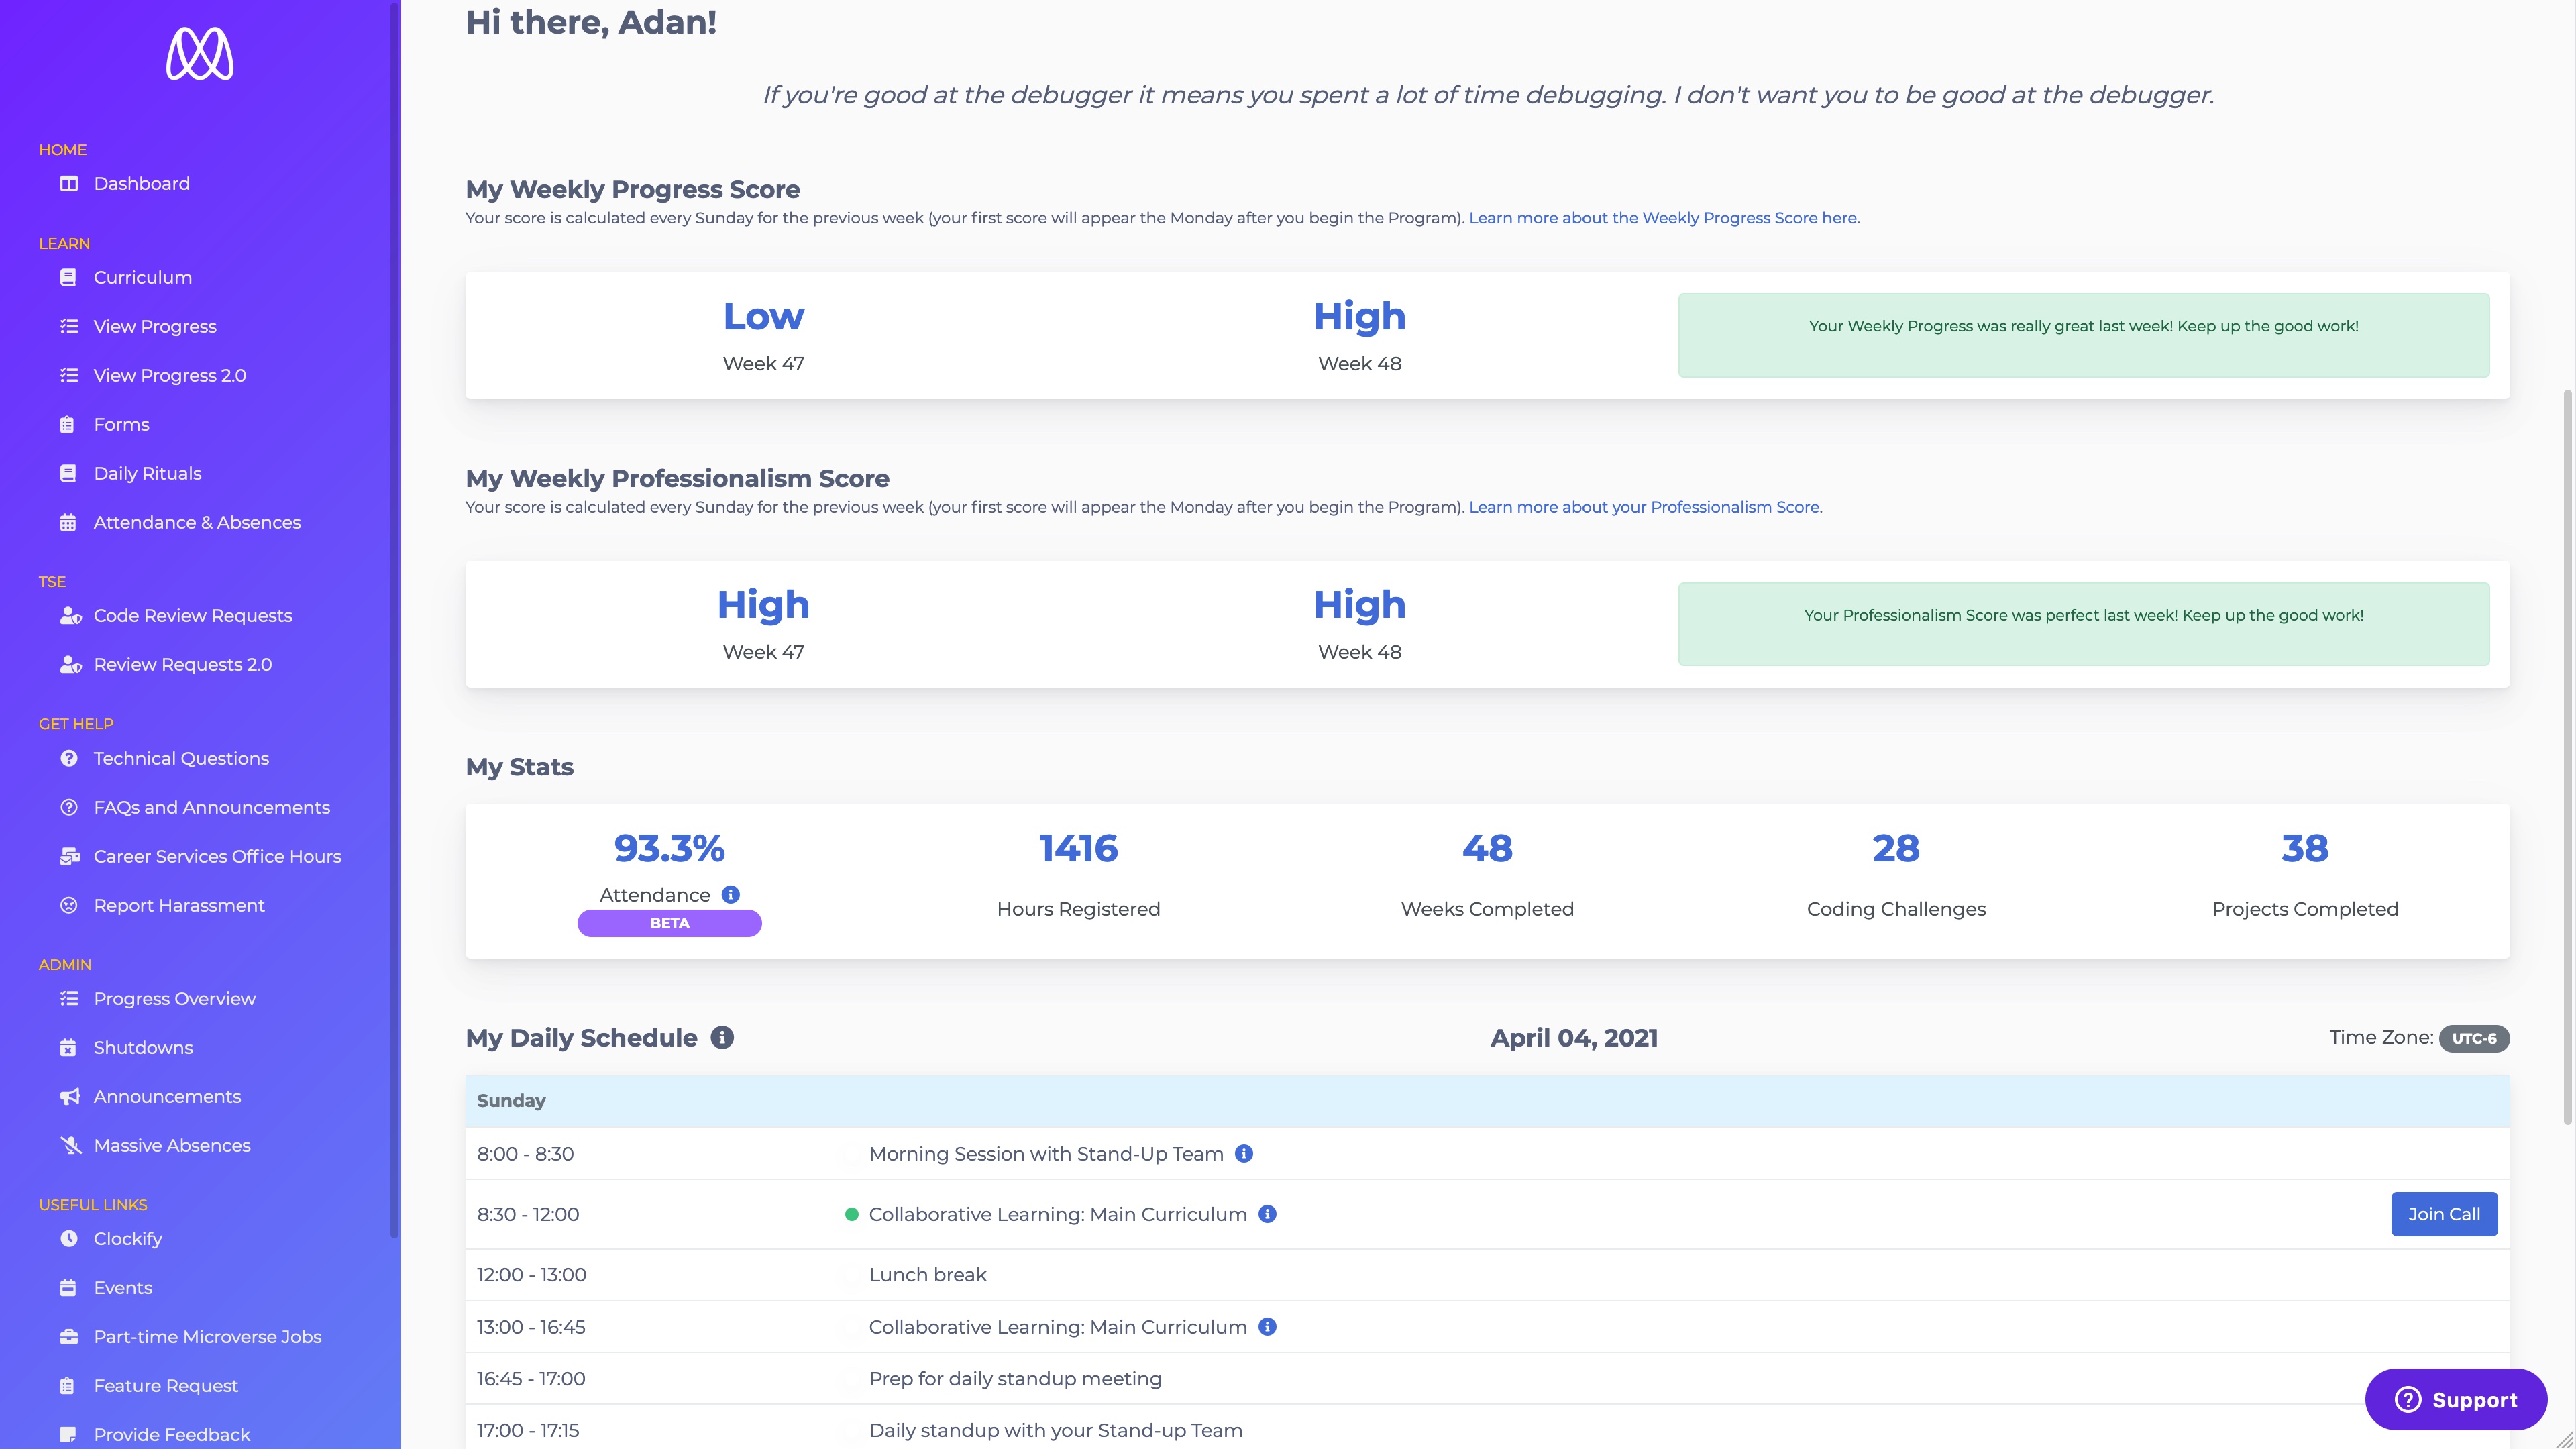 HOME
Dashboard
LEARN
Curriculum
View Progress
View Progress 2.0
Forms
Daily Rituals
Attendance & Absences
TSE
Code Review Requests
Review Requests 2.0
GET HELP
Technical Questions
FAQs and Announcements
Career Services Office Hours
Report Harassment
ADMIN
Progress Overview
Shutdowns
Announcements
Massive Absences
USEFUL LINKS
Clockify
Events
Part-time Microverse Jobs
Feature Request
Provide Feedback
Hi there, Adan!
If you're good at the debugger it means you spent a lot of time debugging. I don't want you to be good at the debugger.
My Weekly Progress Score
Your score is calculated every Sunday for the previous week (your first score will appear the Monday after you begin the Program). Learn more about the Weekly Progress Score here.
Low
Week 47
High
Week 48
Your Weekly Progress was really great last week! Keep up the good work!
My Weekly Professionalism Score
Your score is calculated every Sunday for the previous week (your first score will appear the Monday after you begin the Program). Learn more about your Professionalism Score.
High
Week 47
High
Week 48
Your Professionalism Score was perfect last week! Keep up the good work!
My Stats
93.3%
Attendance
BETA
1416
Hours Registered
48
Weeks Completed
28
Coding Challenges
38
Projects Completed
My Daily Schedule April 04, 2021 Time Zone: UTC-6
Sunday
8:00 - 8:30 Morning Session with Stand-Up Team
8:30 - 12:00 Collaborative Learning: Main Curriculum Join Call
12:00 - 13:00 Lunch break
13:00 - 16:45 Collaborative Learning: Main Curriculum
16:45 - 17:00 Prep for daily standup meeting
17:00 - 17:15 Daily standup with your Stand-up Team
Support